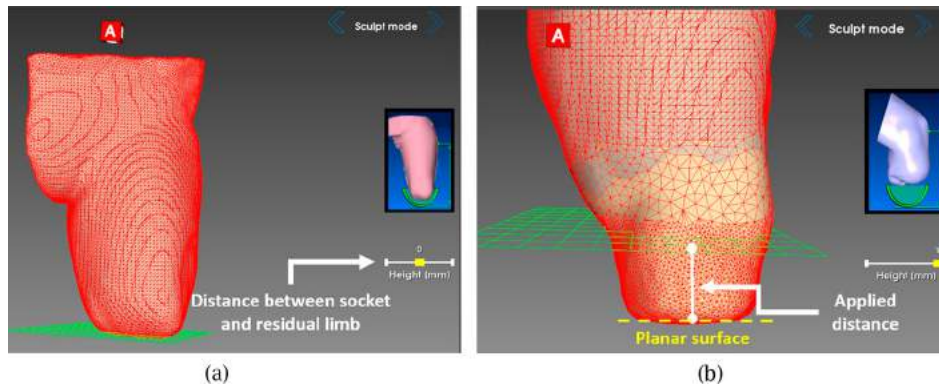 A
Sculpt mode
0
Height (mm)
Distance between socket
and residual limb
(a)
A
Sculpt mode
Height (mm)
Applied
distance
Planar surface
(b)